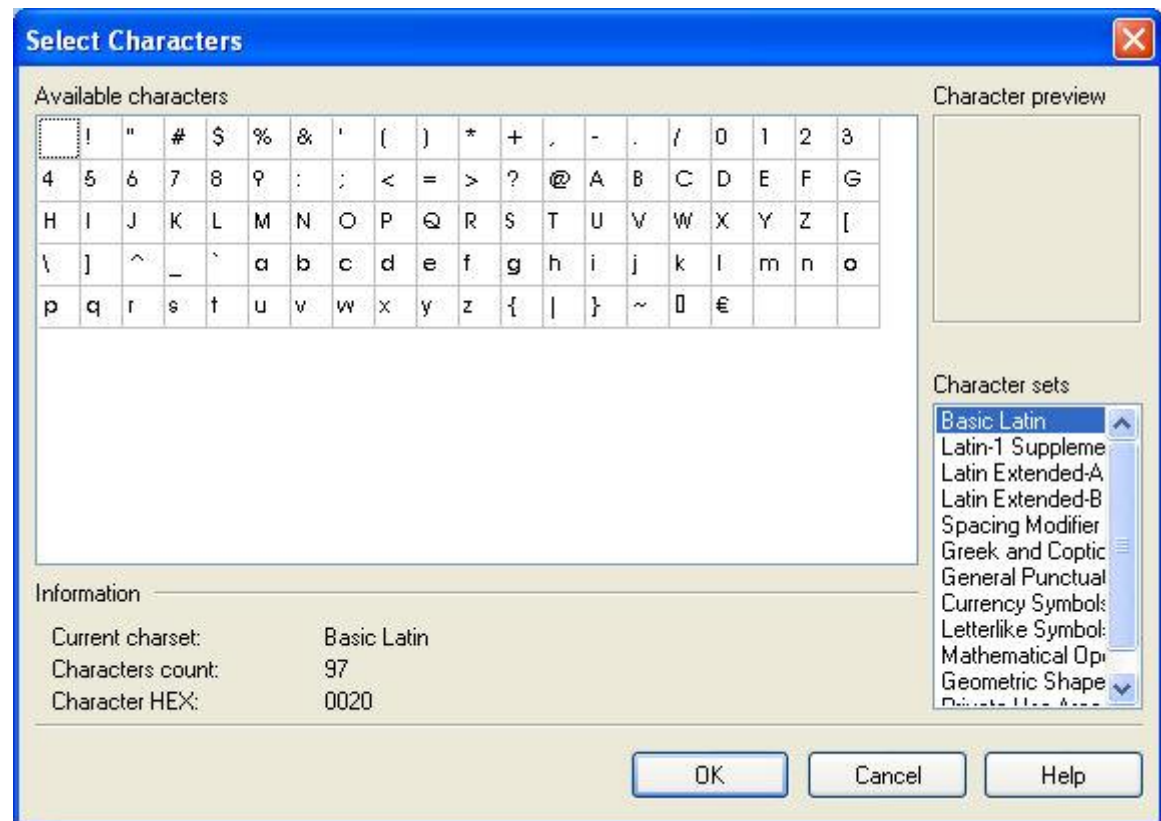 Select Characters
Available characters
Character preview
! " # $ % & ' ( ) * + , - . / 0 1 2 3
4 5 6 7 8 9 : ; < = > ? @ A B C D E F G
H I J K L M N O P Q R S T U V W X Y Z [
\ ] ^ _ ` a b c d e f g h i j k l m n o
p q r s t u v w x y z { | } ~ ▯ €
Character sets
Basic Latin
Latin-1 Suppleme
Latin Extended-A
Latin Extended-B
Spacing Modifier
Greek and Coptic
General Punctuat
Currency Symbols
Letterlike Symbol
Mathematical Op
Geometric Shape
Information
Current charset: Basic Latin
Characters count: 97
Character HEX: 0020
OK Cancel Help